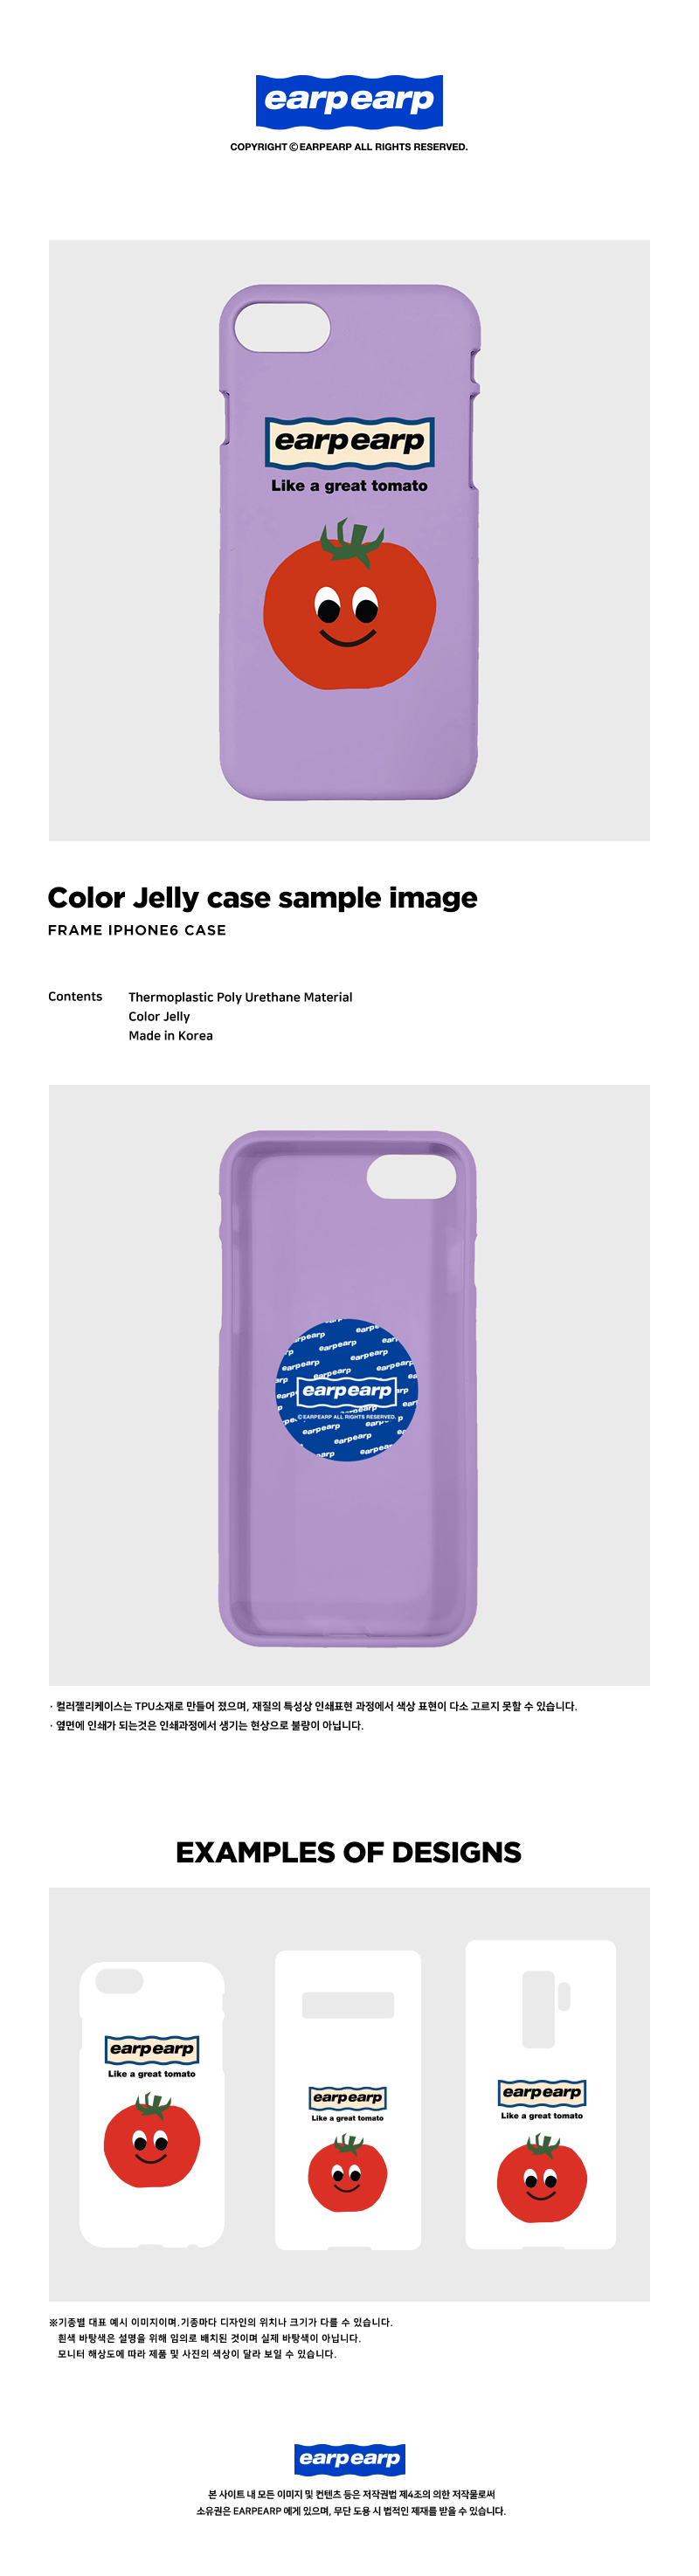 earpearp
COPYRIGHT ⓒ EARPEARP ALL RIGHTS RESERVED.
earpearp
Like a great tomato
Color Jelly case sample image
FRAME IPHONE6 CASE
Contents
Thermoplastic Poly Urethane Material
Color Jelly
Made in Korea
earpearp
ⓒ EARPEARP ALL RIGHTS RESERVED.
· 컬러젤리케이스는 TPU소재로 만들어 졌으며, 재질의 특성상 인쇄표현 과정에서 색상 표현이 다소 고르지 못할 수 있습니다.
· 옆면에 인쇄가 되는것은 인쇄과정에서 생기는 현상으로 불량이 아닙니다.
EXAMPLES OF DESIGNS
earpearp
Like a great tomato
earpearp
Like a great tomato
earpearp
Like a great tomato
※기종별 대표 예시 이미지이며.기종마다 디자인의 위치나 크기가 다를 수 있습니다.
흰색 바탕색은 설명을 위해 임의로 배치된 것이며 실제 바탕색이 아닙니다.
모니터 해상도에 따라 제품 및 사진의 색상이 달라 보일 수 있습니다.
earpearp
본 사이트 내 모든 이미지 및 컨텐츠 등은 저작권법 제4조의 의한 저작물로써
소유권은 EARPEARP 에게 있으며, 무단 도용 시 법적인 제재를 받을 수 있습니다.